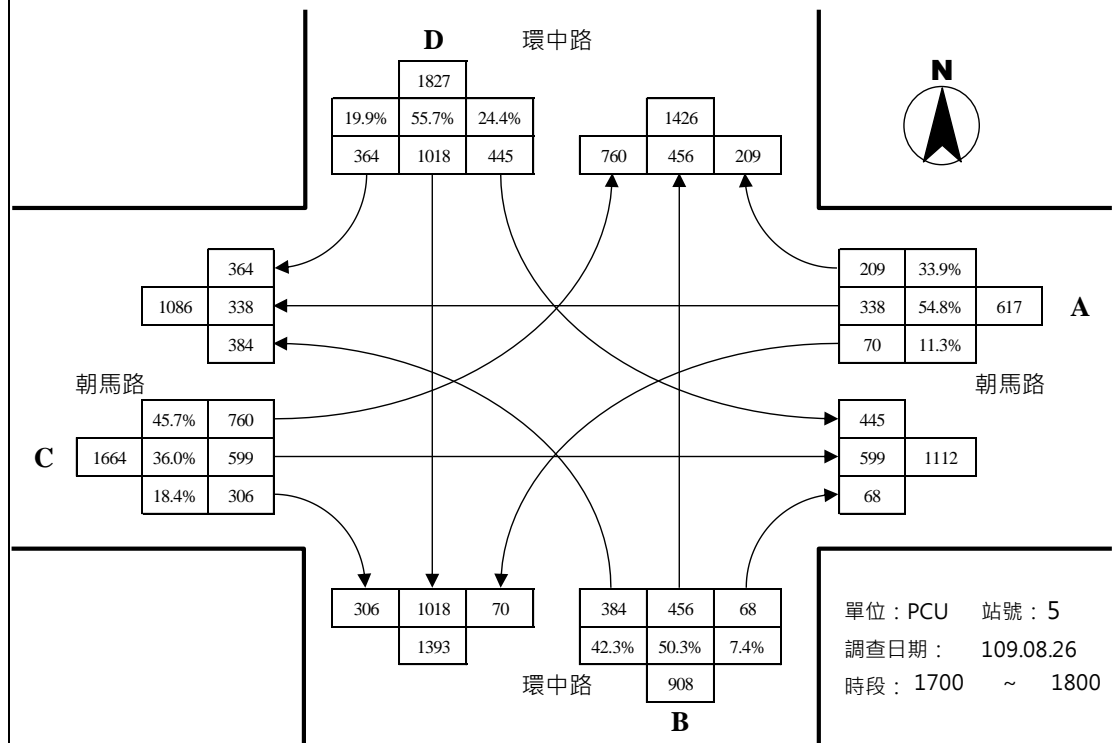 D 環中路
1827
19.9% 55.7% 24.4%
364 1018 445
1426
760 456 209
N
364
1086 338
384
209 33.9%
338 54.8% 617
70 11.3%
A
朝馬路
朝馬路
45.7% 760
C 1664 36.0% 599
18.4% 306
445
599 1112
68
306 1018 70
1393
384 456 68
42.3% 50.3% 7.4%
908
環中路
B
單位：PCU 站號：5
調查日期： 109.08.26
時段： 1700 ~ 1800